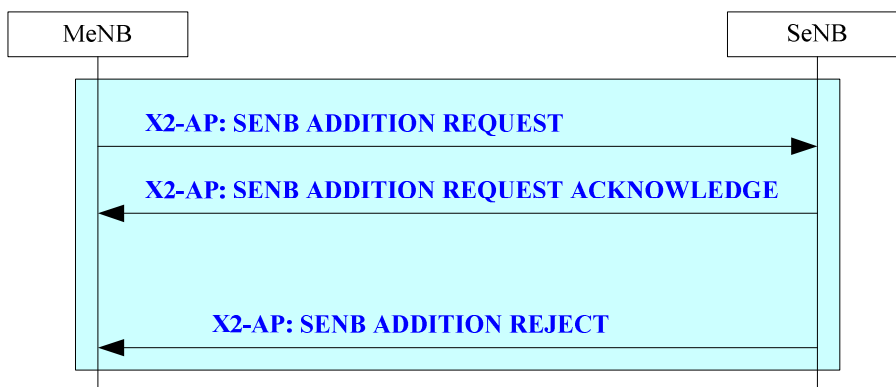 MeNB
SeNB
X2-AP: SENB ADDITION REQUEST
X2-AP: SENB ADDITION REQUEST ACKNOWLEDGE
X2-AP: SENB ADDITION REJECT